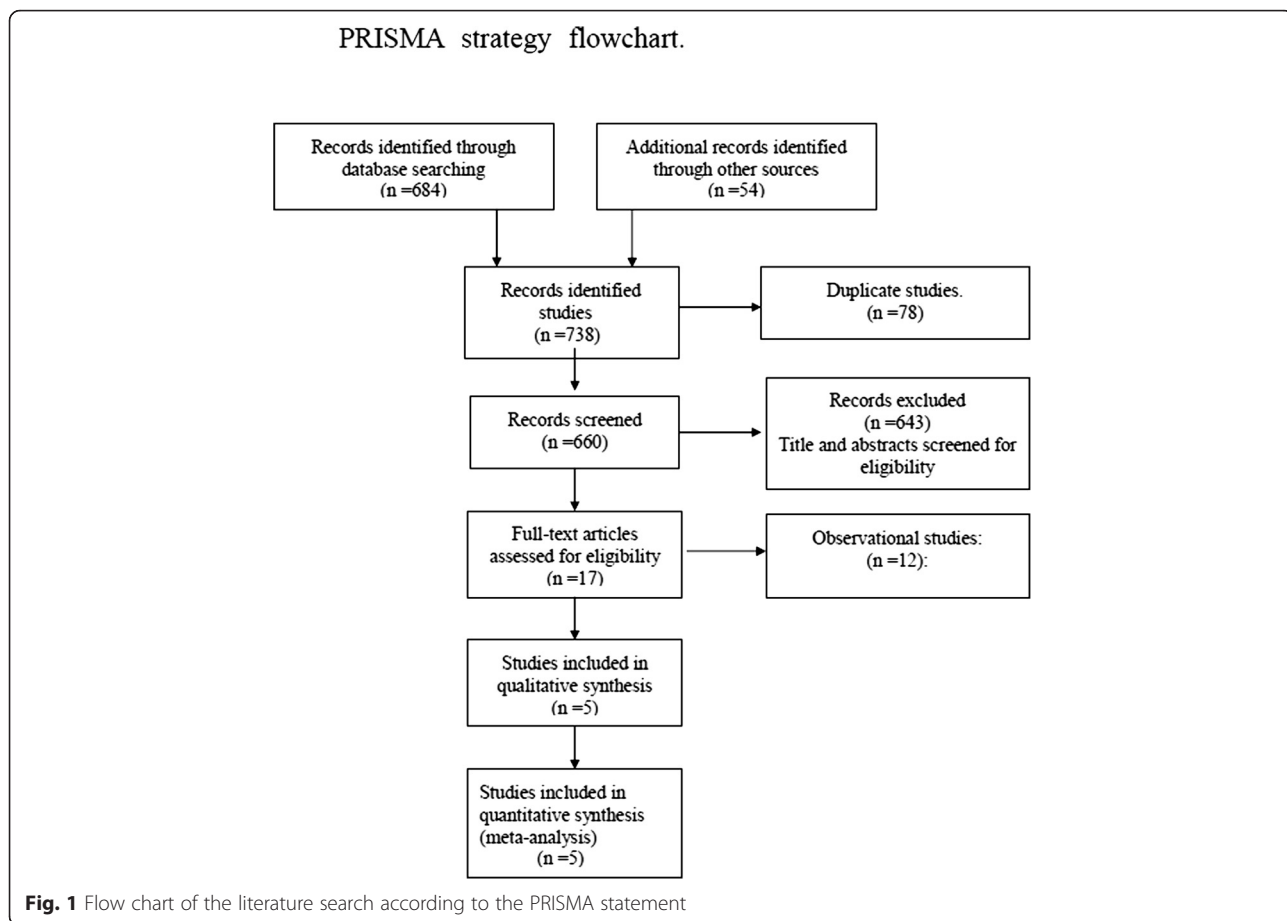 PRISMA strategy flowchart.
Records identified through
database searching
(n =684)
Additional records identified
through other sources
(n =54)
Records identified
studies
(n =738)
Duplicate studies.
(n =78)
Records screened
(n =660)
Records excluded
(n =643)
Title and abstracts screened for
eligibility
Full-text articles
assessed for eligibility
(n =17)
Observational studies:
(n =12):
Studies included in
qualitative synthesis
(n =5)
Studies included in
quantitative synthesis
(meta-analysis)
(n =5)
Fig. 1 Flow chart of the literature search according to the PRISMA statement